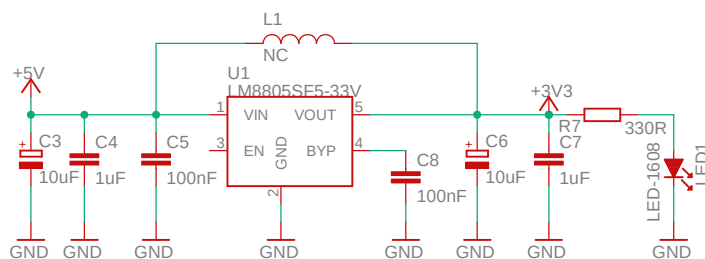 L1
NC
+5V
U1
LM8805SF5-33V
+3V3
1
VIN
VOUT
5
C3
10uF
C4
1uF
C5
100nF
3
EN
GND
BYP
4
2
C8
100nF
C6
10uF
R7
330R
C7
1uF
LED-1608
LED1
GND
GND
GND
GND
GND
GND
GND
+
+